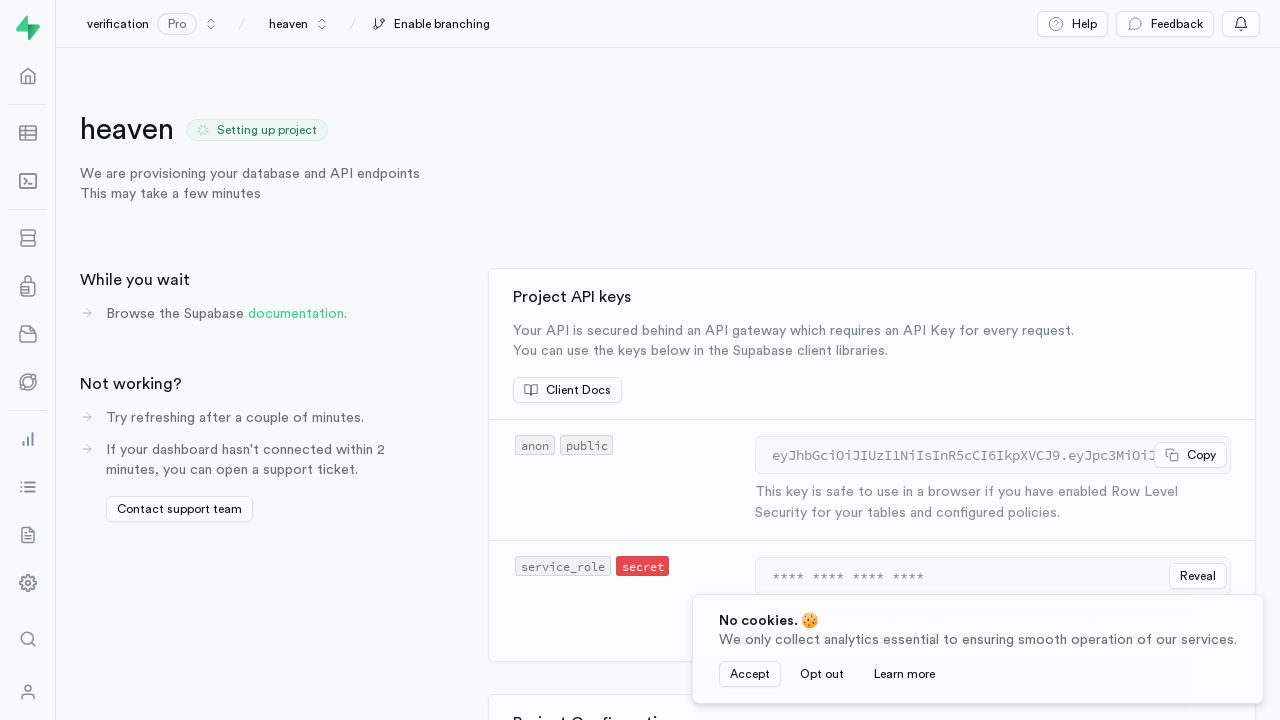 verification Pro / heaven / Enable branching
Help Feedback
heaven Setting up project
We are provisioning your database and API endpoints
This may take a few minutes
While you wait
Browse the Supabase documentation.
Not working?
Try refreshing after a couple of minutes.
If your dashboard hasn't connected within 2
minutes, you can open a support ticket.
Contact support team
Project API keys
Your API is secured behind an API gateway which requires an API Key for every request.
You can use the keys below in the Supabase client libraries.
Client Docs
anon public
eyJhbGciOiJIUzI1NiIsInR5cCI6IkpXVCJ9.eyJpc3MiOiJ Copy
This key is safe to use in a browser if you have enabled Row Level
Security for your tables and configured policies.
service_role secret
**** **** **** **** Reveal
No cookies. 🍪
We only collect analytics essential to ensuring smooth operation of our services.
Accept Opt out Learn more